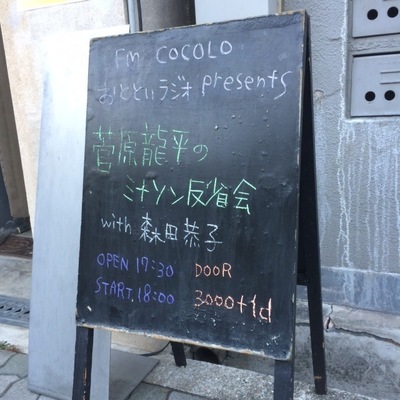 FM COCOLO
おとといラジオ presents
菅原龍平の
ミナソン反省会
with 森田恭子
OPEN 17:30 DOOR
START. 18:00 3000+1d